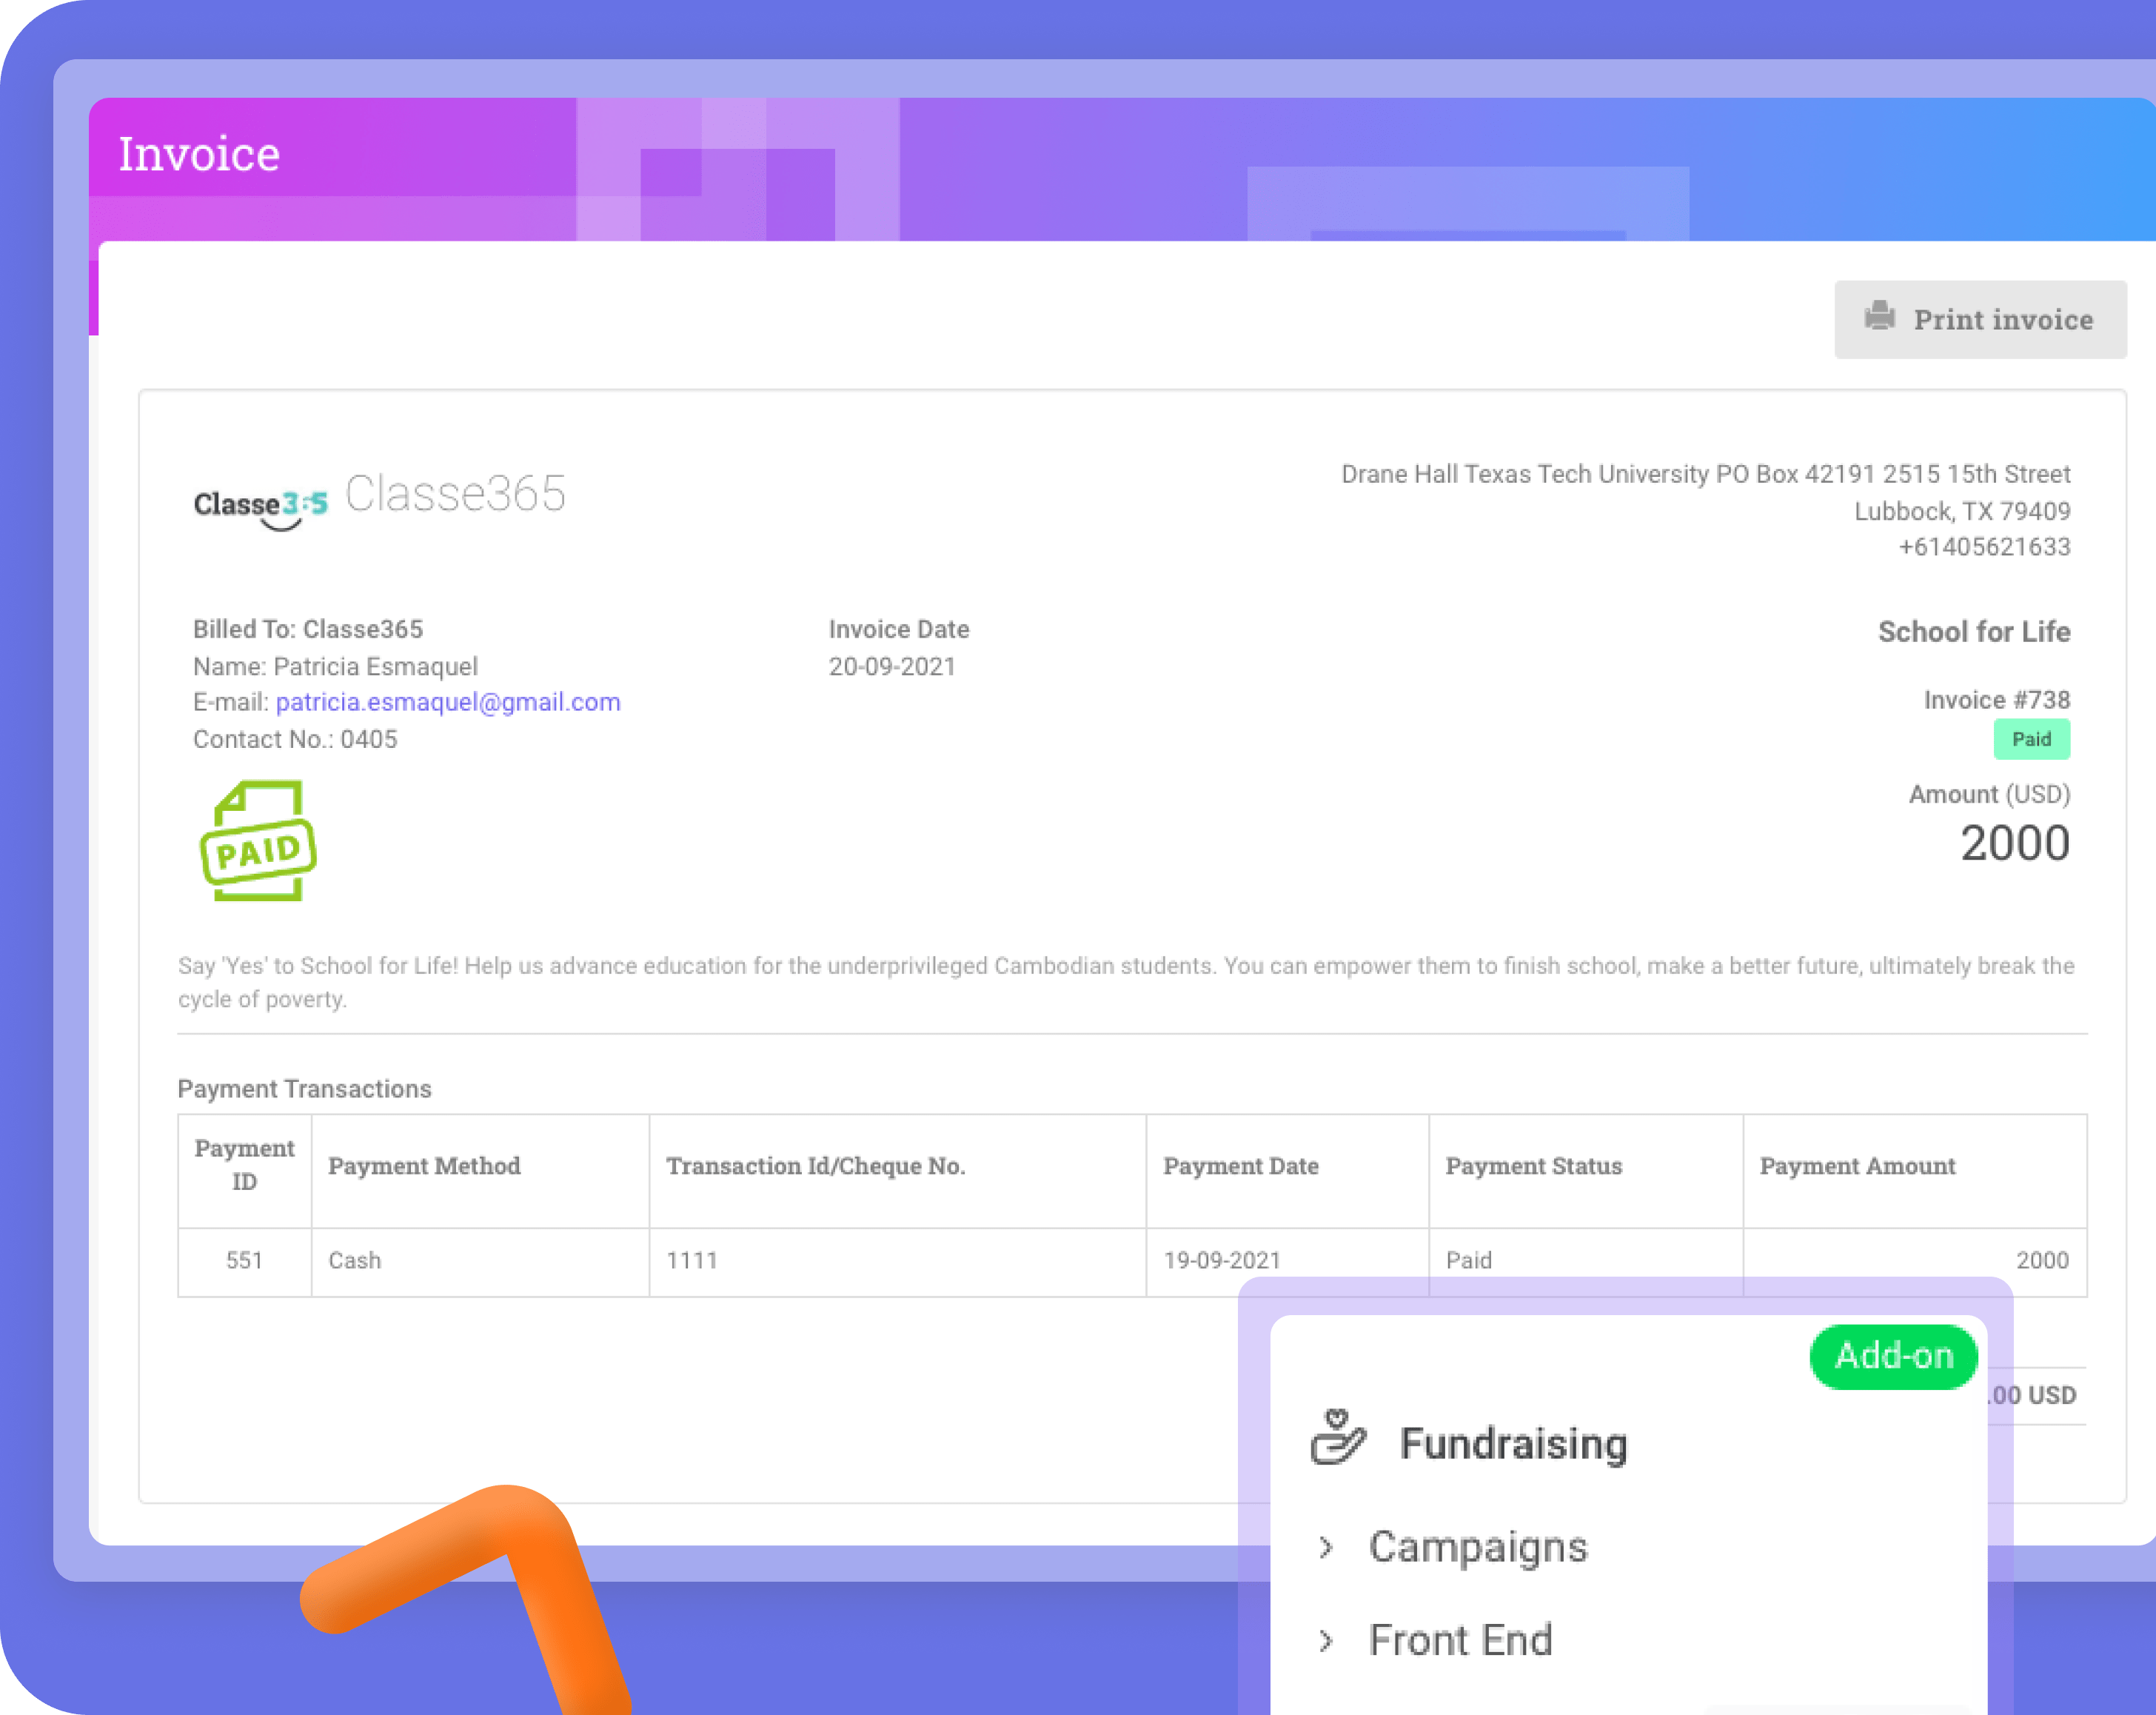 Invoice
Print invoice
Classe3:5 Classe365
Drane Hall Texas Tech University PO Box 42191 2515 15th Street
Lubbock, TX 79409
+61405621633
Billed To: Classe365
Name: Patricia Esmaquel
E-mail: patricia.esmaquel@gmail.com
Contact No.: 0405
PAID
Invoice Date
20-09-2021
School for Life
Invoice #738
Paid
Amount (USD)
2000
Say 'Yes' to School for Life! Help us advance education for the underprivileged Cambodian students. You can empower them to finish school, make a better future, ultimately break the
cycle of poverty.
Payment Transactions
Payment ID Payment Method Transaction Id/Cheque No. Payment Date Payment Status Payment Amount
551 Cash 1111 19-09-2021 Paid 2000
.00 USD
Add-on
Fundraising
Campaigns
Front End